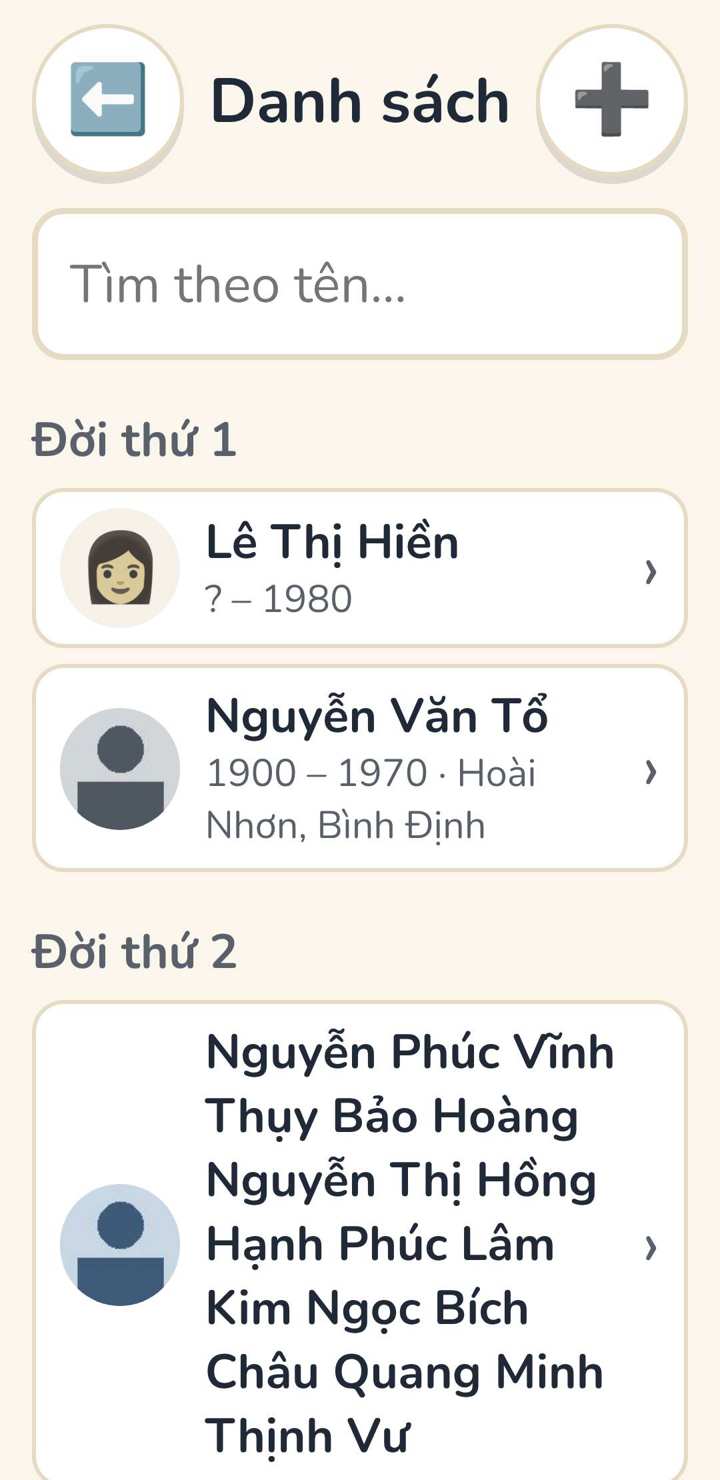 Danh sách
Tìm theo tên...
Đời thứ 1
Lê Thị Hiền
? – 1980
Nguyễn Văn Tổ
1900 – 1970 · Hoài
Nhơn, Bình Định
Đời thứ 2
Nguyễn Phúc Vĩnh
Thụy Bảo Hoàng
Nguyễn Thị Hồng
Hạnh Phúc Lâm
Kim Ngọc Bích
Châu Quang Minh
Thịnh Vư